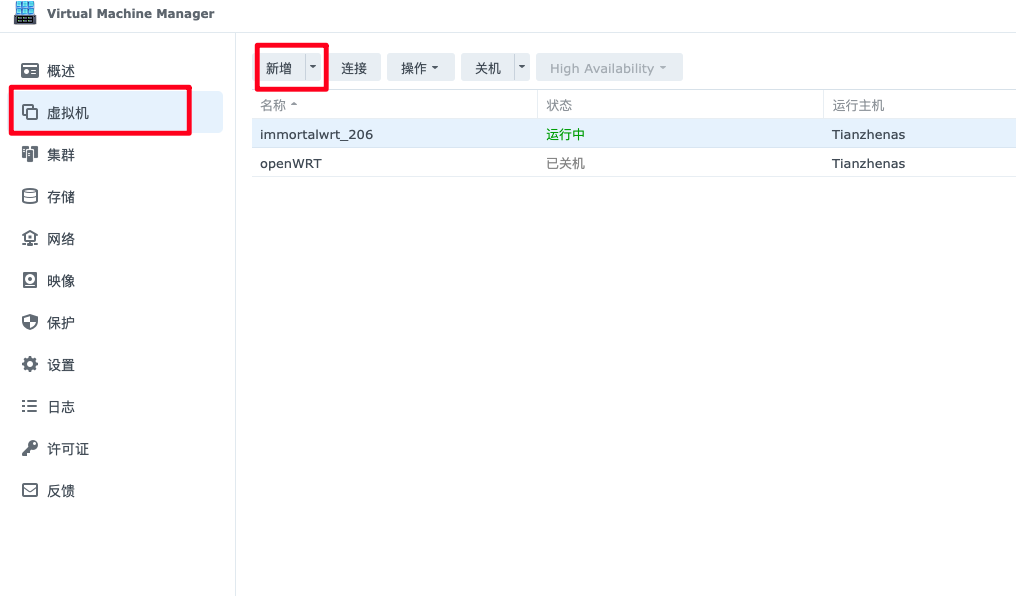 Virtual Machine Manager
概述
虚拟机
集群
存储
网络
映像
保护
设置
日志
许可证
反馈
新增 连接 操作 关机 High Availability
名称 状态 运行主机
immortalwrt_206 运行中 Tianzhenas
openWRT 已关机 Tianzhenas